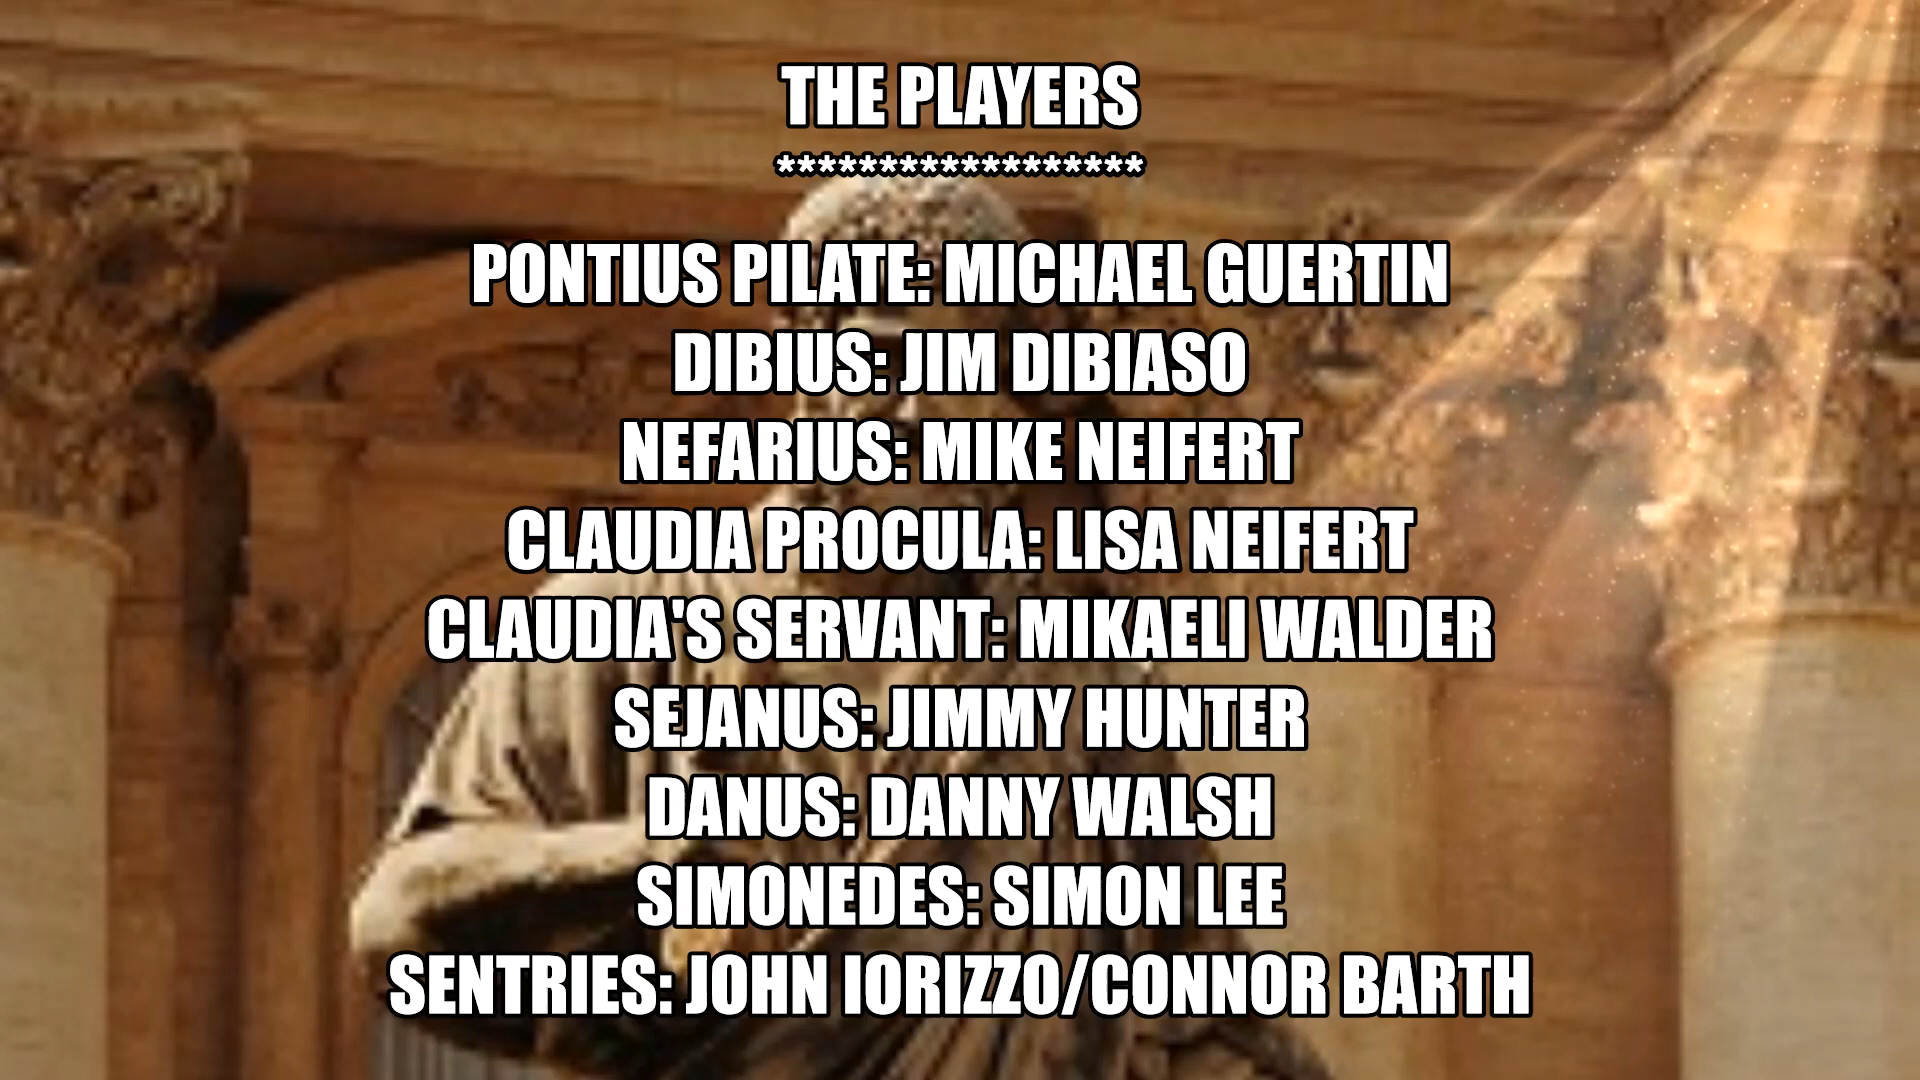 THE PLAYERS
******************
PONTIUS PILATE: MICHAEL GUERTIN
DIBIUS: JIM DIBIASO
NEFARIUS: MIKE NEIFERT
CLAUDIA PROCULA: LISA NEIFERT
CLAUDIA'S SERVANT: MIKAELI WALDER
SEJANUS: JIMMY HUNTER
DANUS: DANNY WALSH
SIMONEDES: SIMON LEE
SENTRIES: JOHN IORIZZO/CONNOR BARTH